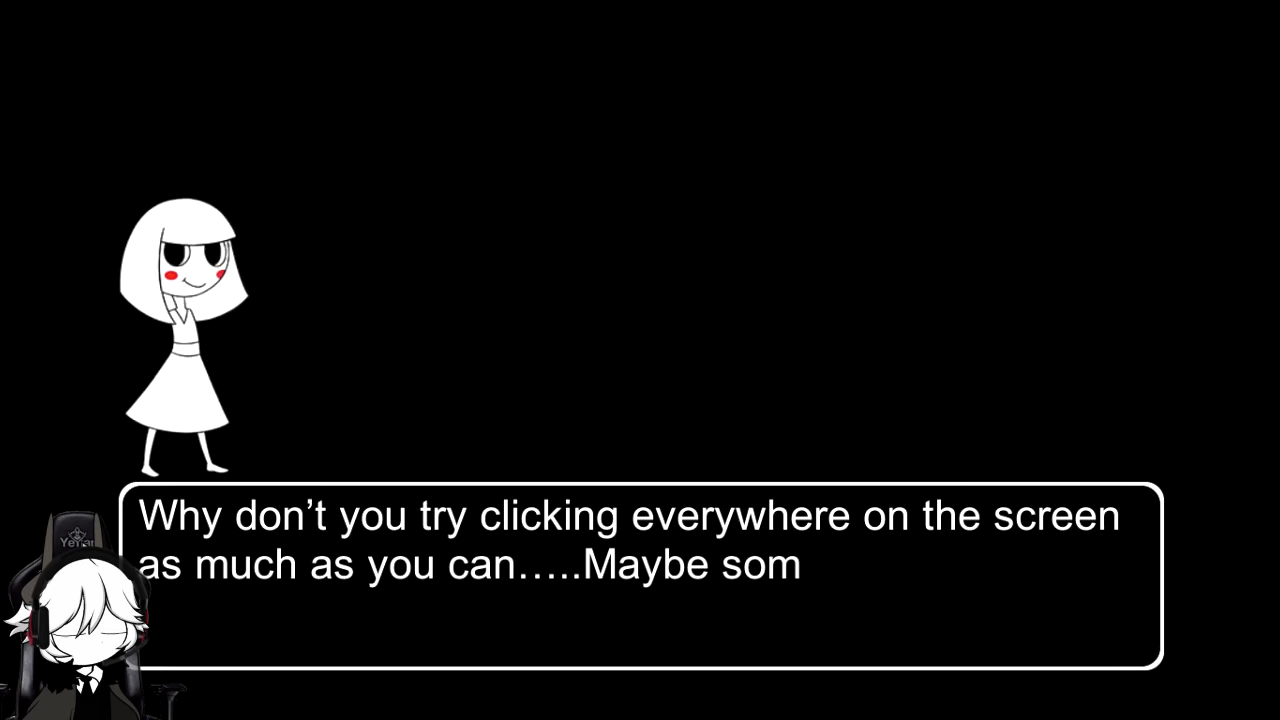 Why don’t you try clicking everywhere on the screen
as much as you can…..Maybe som